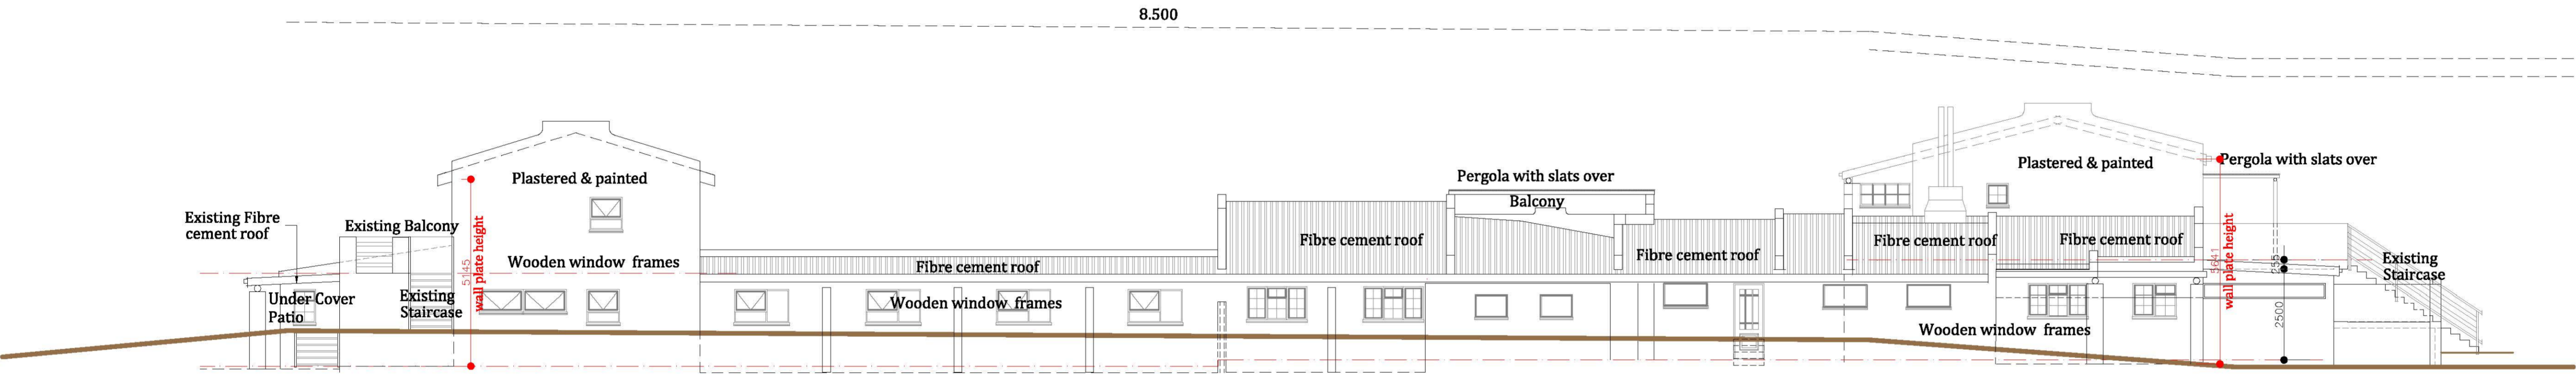 8.500
Plastered & painted
Existing Fibre
cement roof
Existing Balcony
Wooden window frames
Under Cover
Patio
Existing
Staircase
5145
wall plate height
Fibre cement roof
Wooden window frames
Fibre cement roof
Pergola with slats over
Balcony
Fibre cement roof
Fibre cement roof
Plastered & painted
Fibre cement roof
Wooden window frames
Pergola with slats over
5641
wall plate height
2500
Existing
Staircase